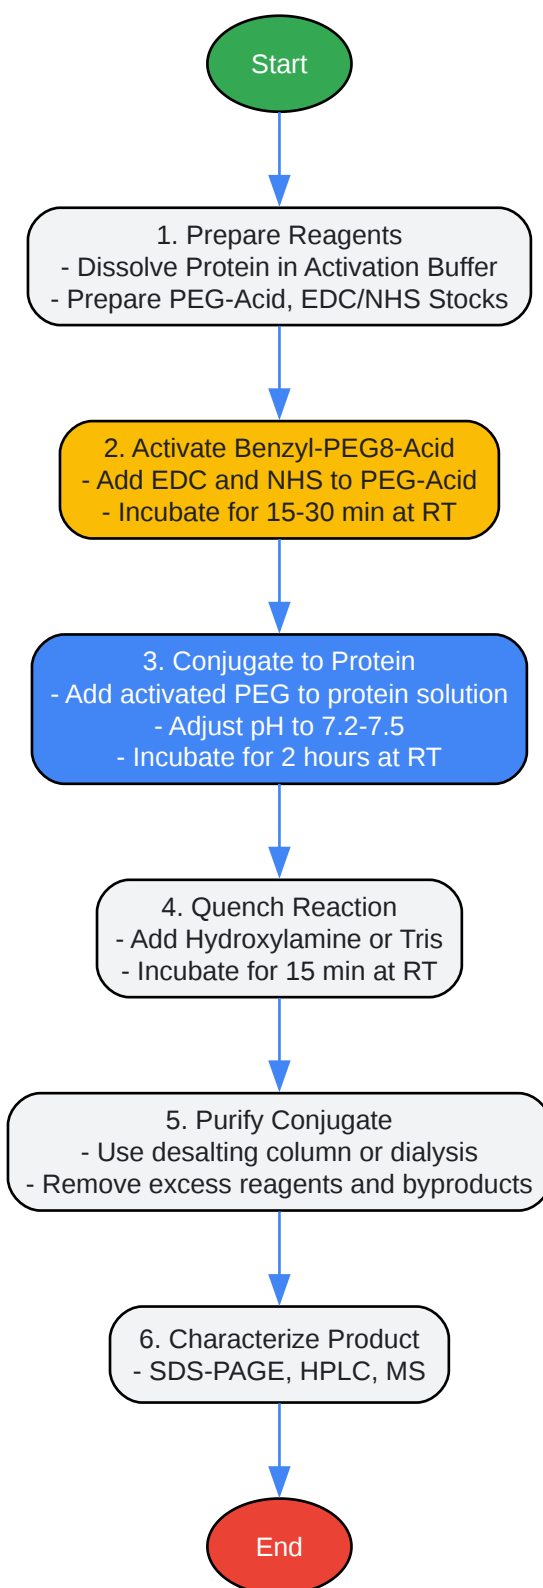 Start
1. Prepare Reagents
- Dissolve Protein in Activation Buffer
- Prepare PEG-Acid, EDC/NHS Stocks
2. Activate Benzyl-PEG8-Acid
- Add EDC and NHS to PEG-Acid
- Incubate for 15-30 min at RT
3. Conjugate to Protein
- Add activated PEG to protein solution
- Adjust pH to 7.2-7.5
- Incubate for 2 hours at RT
4. Quench Reaction
- Add Hydroxylamine or Tris
- Incubate for 15 min at RT
5. Purify Conjugate
- Use desalting column or dialysis
- Remove excess reagents and byproducts
6. Characterize Product
- SDS-PAGE, HPLC, MS
End